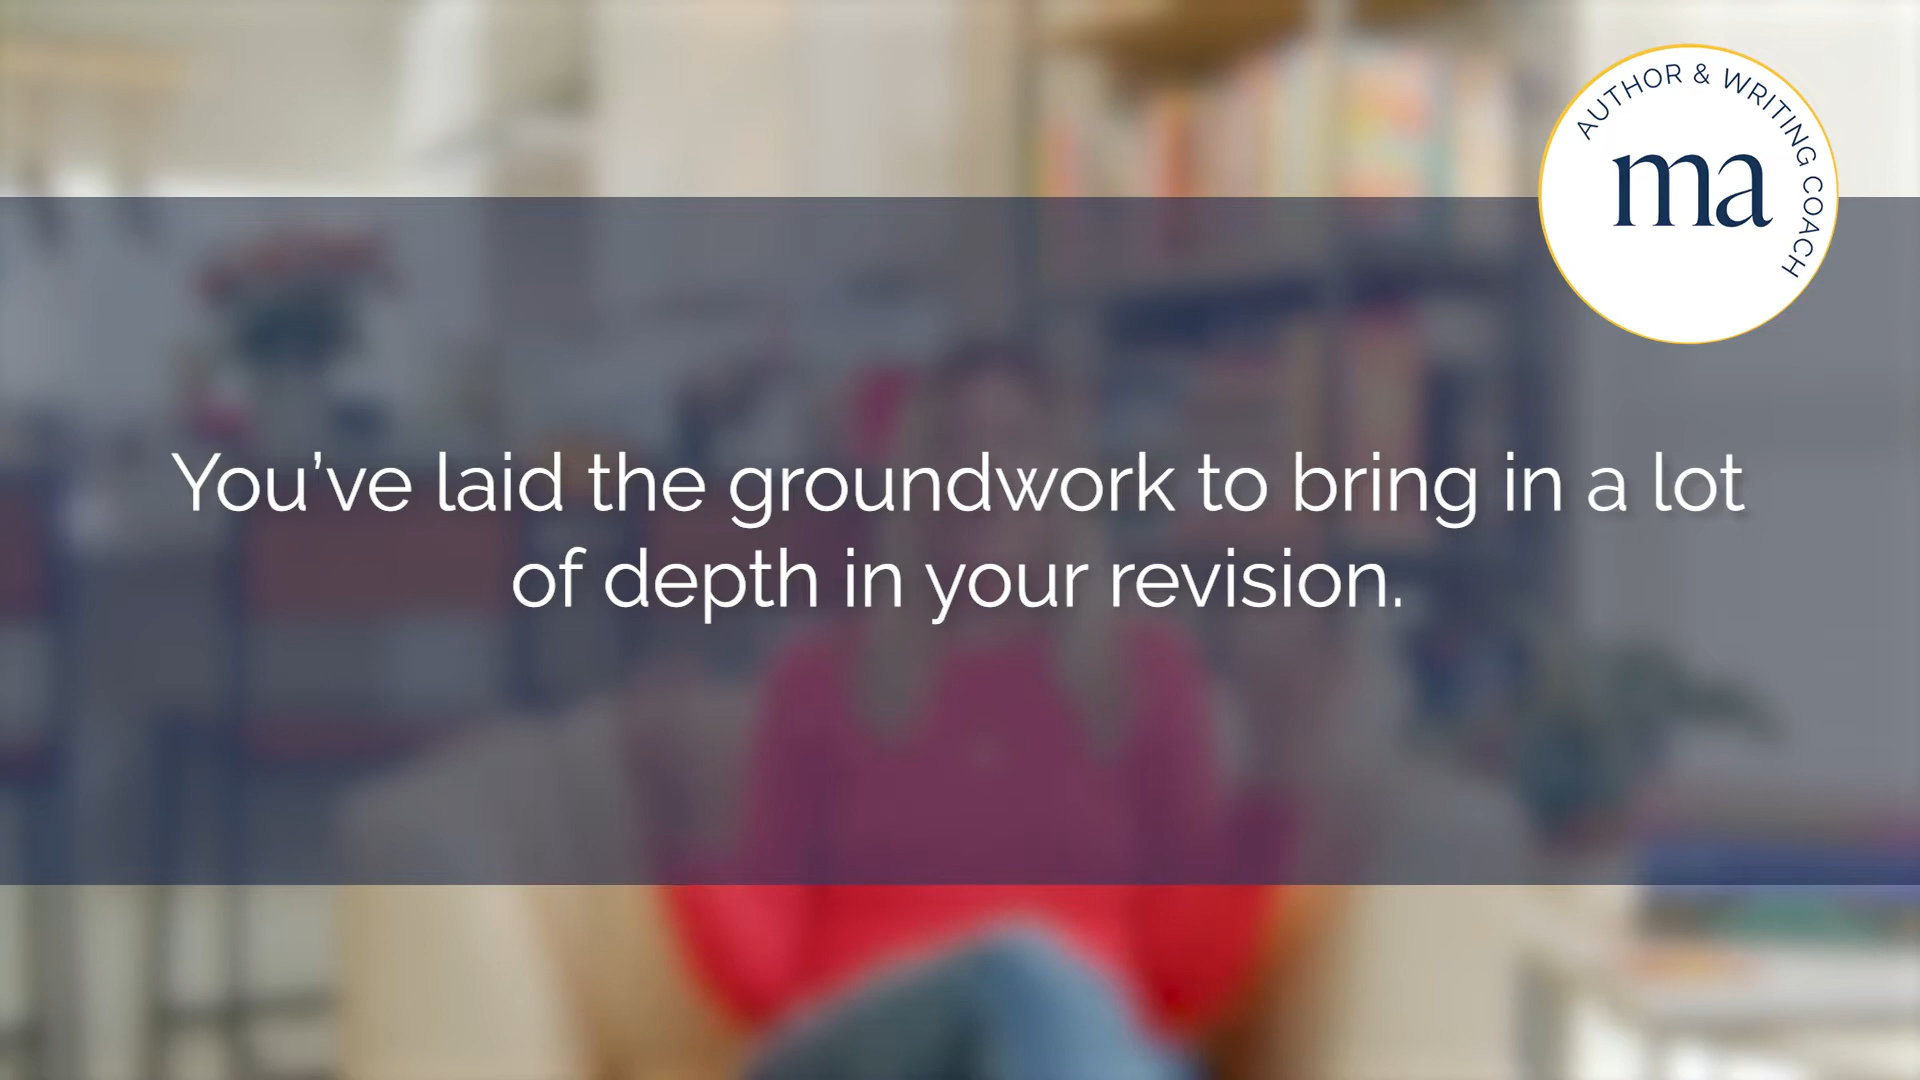 AUTHOR & WRITING COACH
ma
You’ve laid the groundwork to bring in a lot
of depth in your revision.